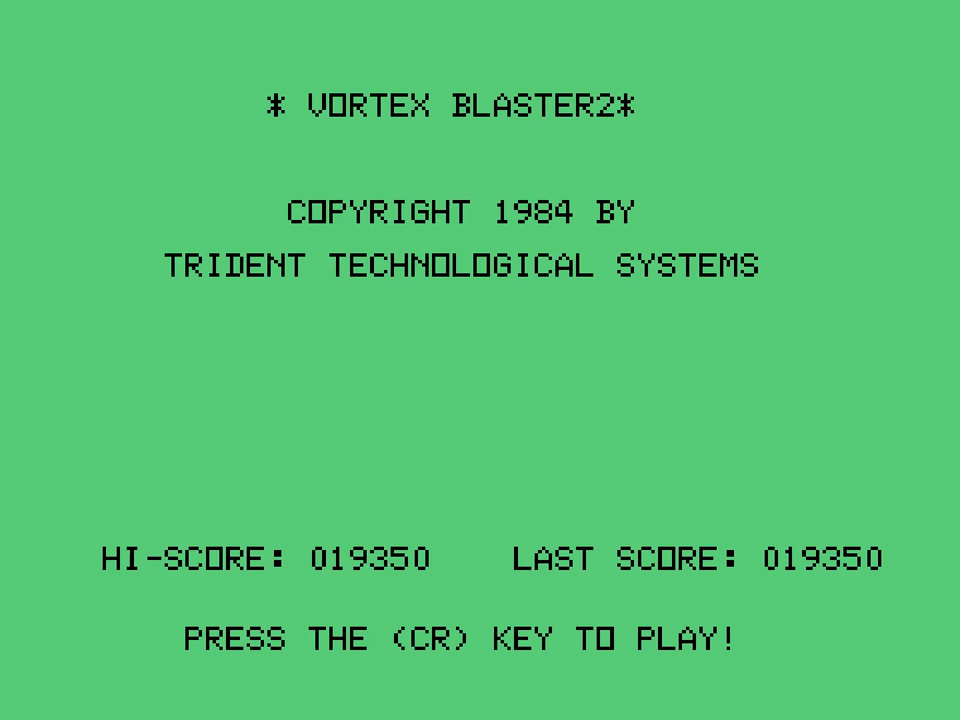 * VORTEX BLASTER2*
COPYRIGHT 1984 BY
TRIDENT TECHNOLOGICAL SYSTEMS
HI-SCORE: 019350    LAST SCORE: 019350
PRESS THE (CR) KEY TO PLAY!